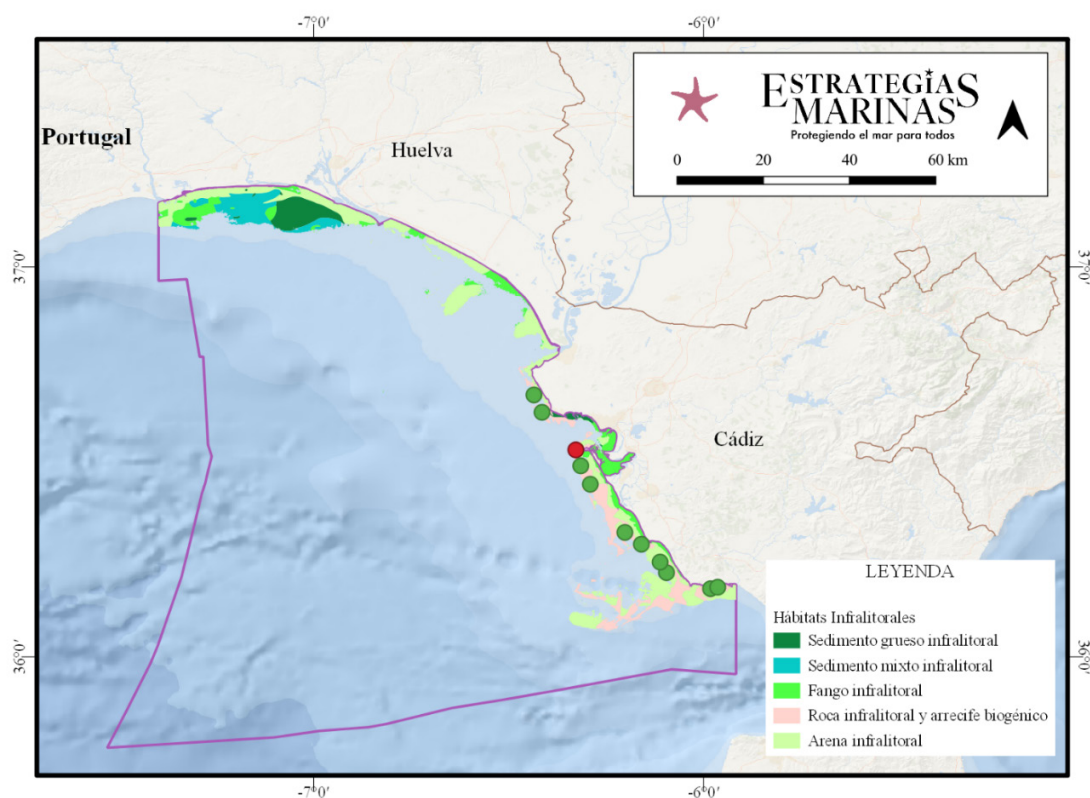 -7°0'
-6°0'
ESTRATEGIAS
MARINAS
Protegiendo el mar para todos
0 20 40 60 km
Portugal
Huelva
37°0'
37°0'
Cádiz
LEYENDA
Hábitats Infralitorales
Sedimento grueso infralitoral
Sedimento mixto infralitoral
Fango infralitoral
Roca infralitoral y arrecife biogénico
Arena infralitoral
36°0'
36°0'
-7°0'
-6°0'